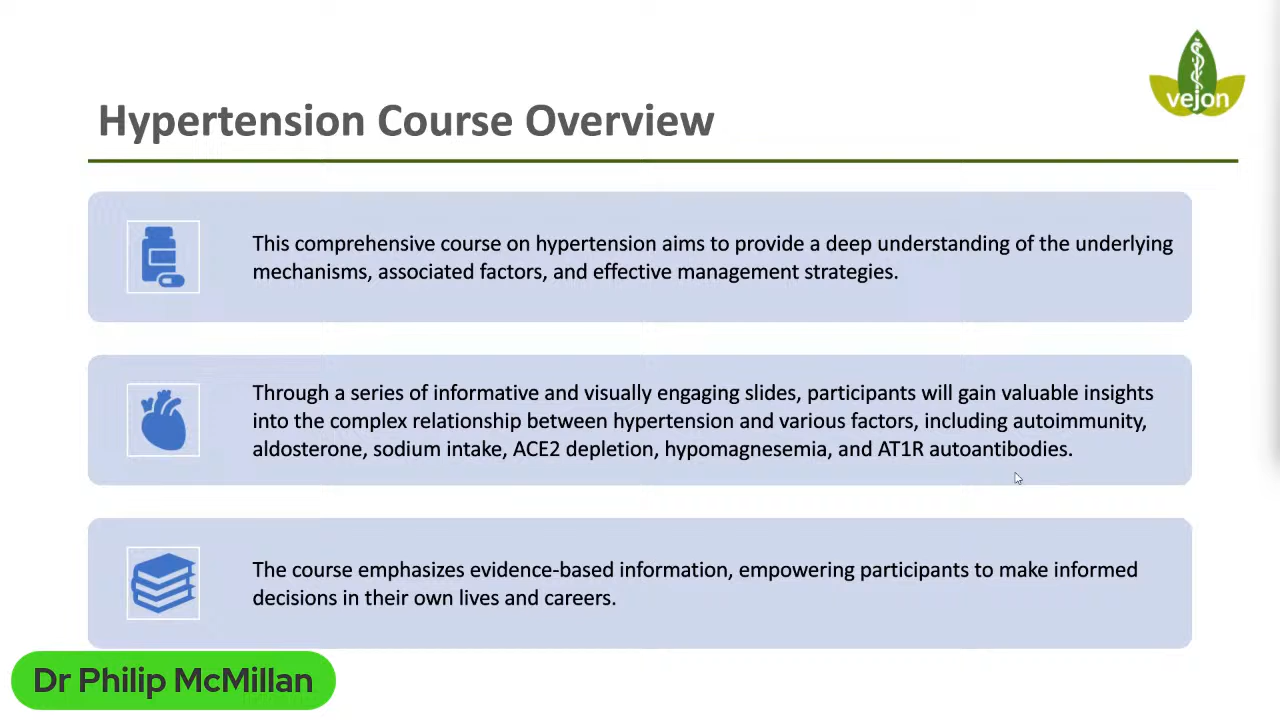 vejon
Hypertension Course Overview
This comprehensive course on hypertension aims to provide a deep understanding of the underlying
mechanisms, associated factors, and effective management strategies.
Through a series of informative and visually engaging slides, participants will gain valuable insights
into the complex relationship between hypertension and various factors, including autoimmunity,
aldosterone, sodium intake, ACE2 depletion, hypomagnesemia, and AT1R autoantibodies.
The course emphasizes evidence-based information, empowering participants to make informed
decisions in their own lives and careers.
Dr Philip McMillan